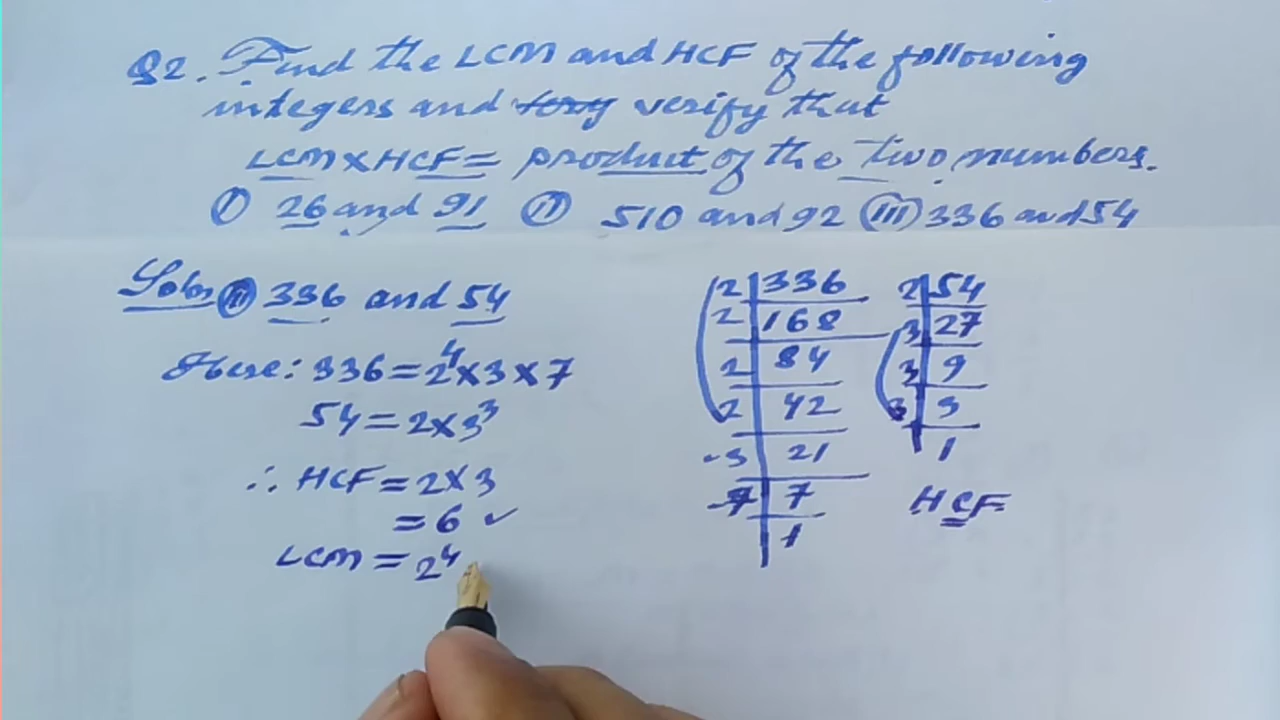 Q2. Find the LCM and HCF of the following
integers and verify that
LCM×HCF= product of the two numbers.
(i) 26 and 91 (ii) 510 and 92 (iii) 336 and 54
Soln (iii) 336 and 54
Here: 336=2⁴×3×7
54=2×3³
∴ HCF=2×3
=6 ✓
LCM=2⁴
2 336
2 168
2 84
2 42
3 21
7 7
1
2 54
3 27
3 9
3 3
1
HCF